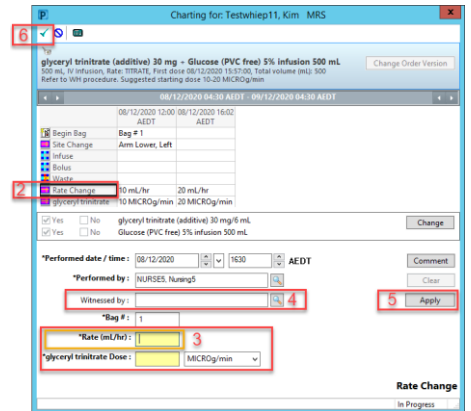 P Charting for: Testwhiep11, Kim MRS x
6
glyceryl trinitrate (additive) 30 mg + Glucose (PVC free) 5% infusion 500 mL
Change Order Version
500 mL, IV infusion, Rate: TITRATE, First dose 08/12/2020 15:57:00, Total volume (mL): 500
Refer to WH procedure. Suggested starting dose 10-20 MICROg/min
08/12/2020 04:30 AEDT - 09/12/2020 04:30 AEDT
08/12/2020 12:00 08/12/2020 16:02
AEDT AEDT
Begin Bag Bag # 1
Site Change Arm Lower, Left
Infuse
Bolus
Waste
2 Rate Change 10 mL/hr 20 mL/hr
glyceryl trinitrate 10 MICROg/min 20 MICROg/min
Yes No glyceryl trinitrate (additive) 30 mg/6 mL Change
Yes No Glucose (PVC free) 5% infusion 500 mL
*Performed date / time : 08/12/2020 1630 AEDT Comment
*Performed by : NURSE5, Nursing5 Clear
Witnessed by : 4 5 Apply
*Bag # : 1
*Rate (mL/hr) : 3
*glyceryl trinitrate Dose : MICROg/min
Rate Change
In Progress